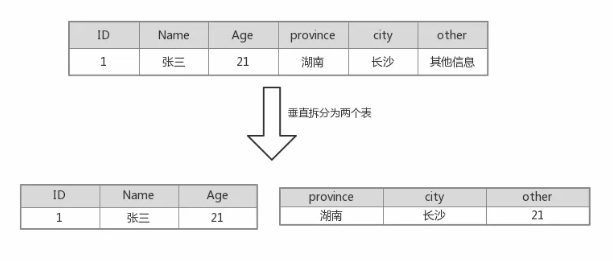 ID Name Age province city other
1 张三 21 湖南 长沙 其他信息
垂直拆分为两个表
ID Name Age
1 张三 21
province city other
湖南 长沙 21